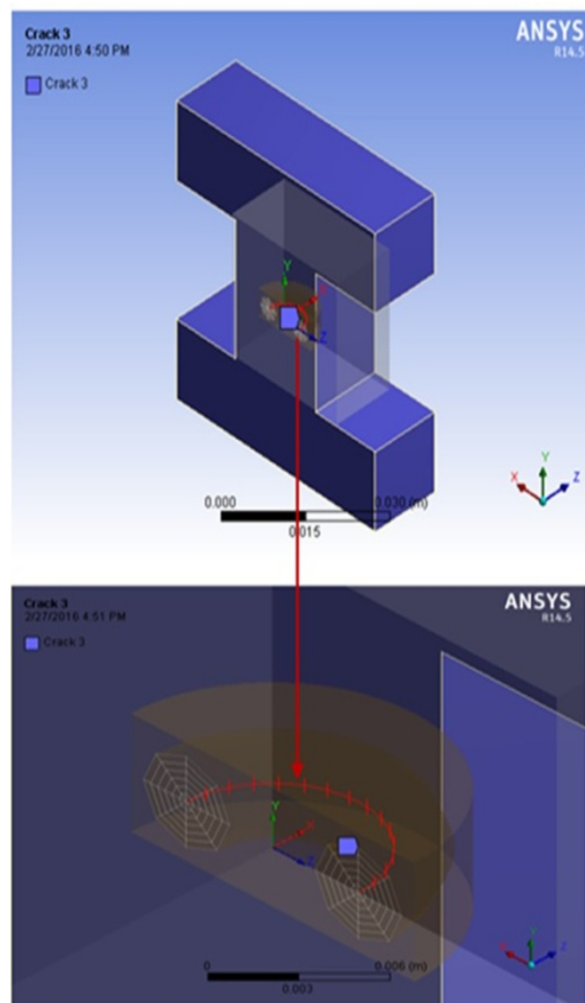 Crack 3
2/27/2016 4:50 PM
Crack 3
ANSYS
R14.5
Y
X
Z
0.000
0.030 (m)
0.015
Y
X
Z
Crack 3
2/27/2016 4:51 PM
Crack 3
ANSYS
R14.5
Y
X
Z
0
0.006 (m)
0.003
Y
X
Z